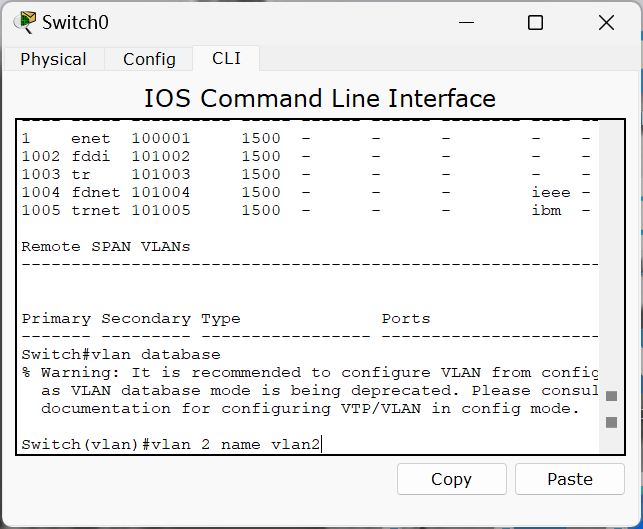 Switch0
Physical Config CLI
IOS Command Line Interface
1 enet 100001 1500 - - - - -
1002 fddi 101002 1500 - - - - -
1003 tr 101003 1500 - - - - -
1004 fdnet 101004 1500 - - - ieee -
1005 trnet 101005 1500 - - - ibm -
Remote SPAN VLANs
------------------------------------------------------------------------------
Primary Secondary Type Ports
------- --------- ----------------- ------------------------------------------
Switch#vlan database
% Warning: It is recommended to configure VLAN from config
as VLAN database mode is being deprecated. Please consul
documentation for configuring VTP/VLAN in config mode.
Switch(vlan)#vlan 2 name vlan2
Copy Paste